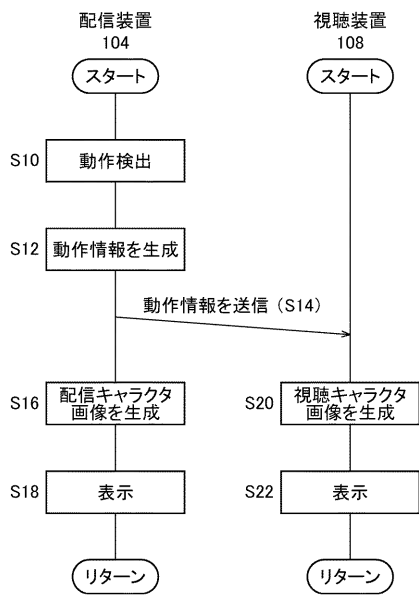 配信装置
104
視聴装置
108
スタート
スタート
S10
動作検出
S12
動作情報を生成
動作情報を送信(S14)
S16
配信キャラクタ
画像を生成
S20
視聴キャラクタ
画像を生成
S18
表示
S22
表示
リターン
リターン